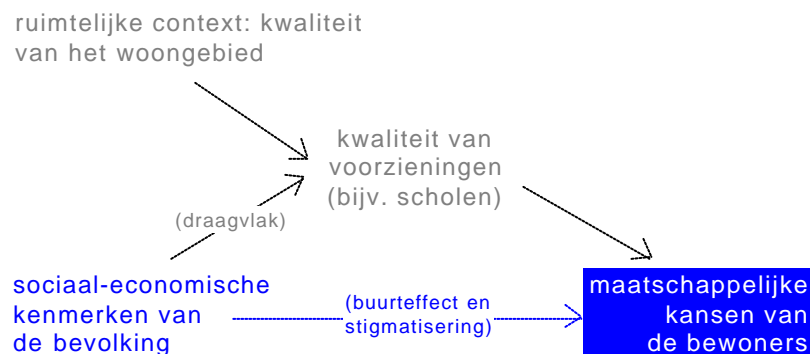 ruimtelijke context: kwaliteit
van het woongebied
kwaliteit van
voorzieningen
(bijv. scholen)
(draagvlak)
sociaal-economische
kenmerken van
de bevolking
(buurteffect en
stigmatisering)
maatschappelijke
kansen van
de bewoners